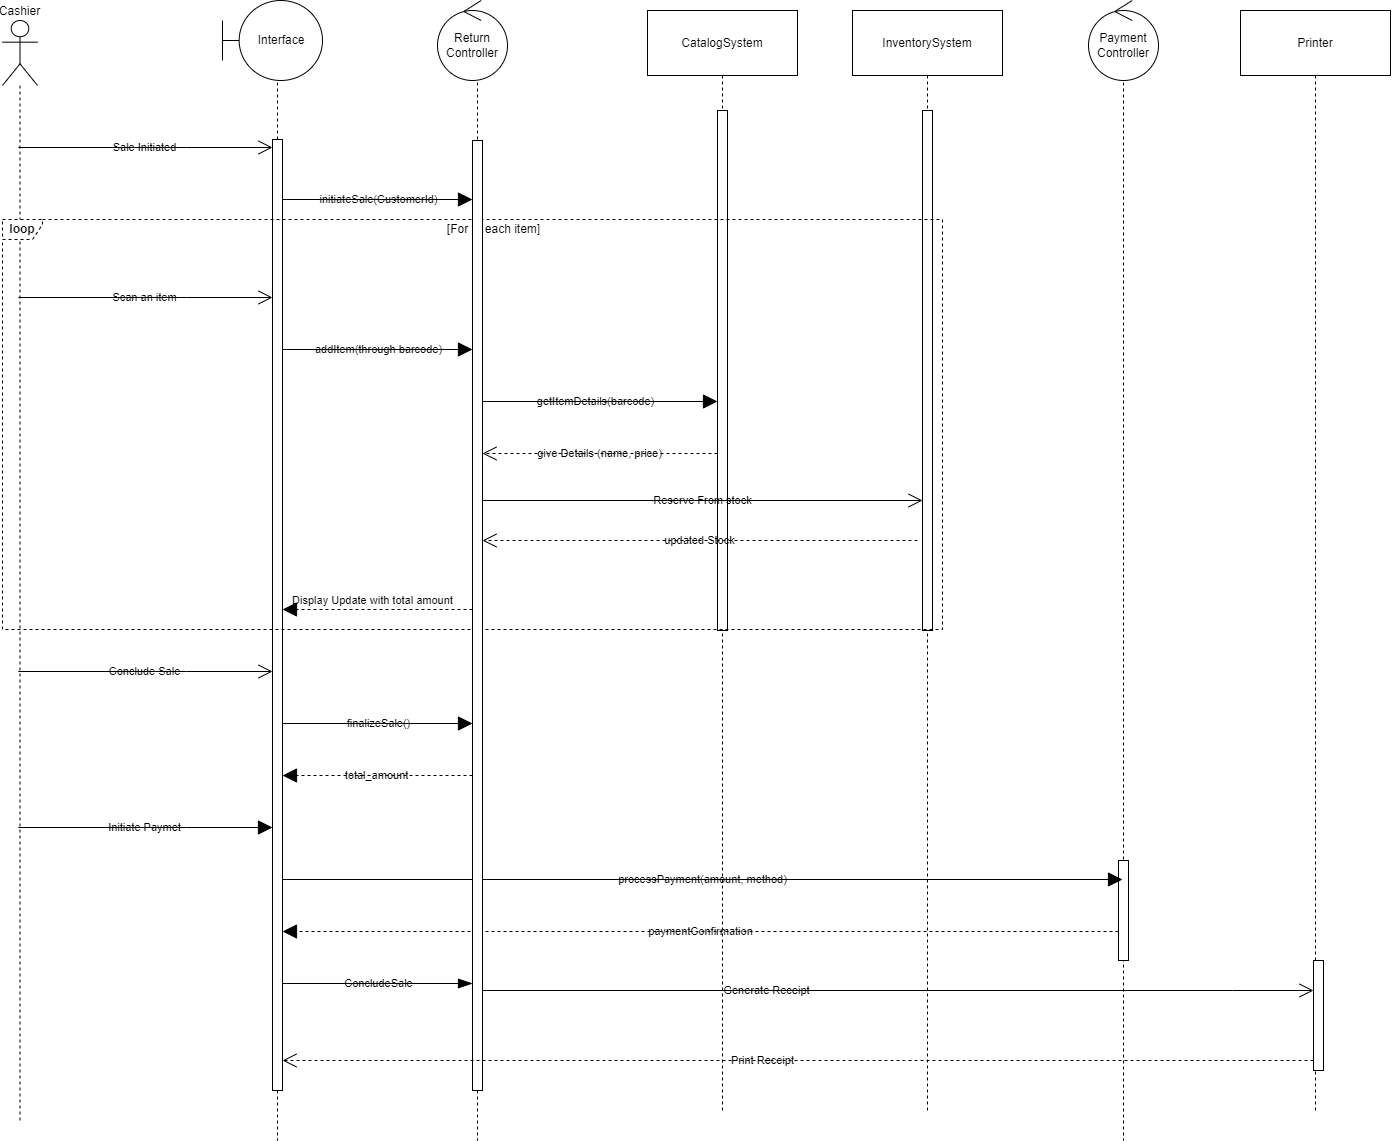 Cashier
Interface
Return
Controller
CatalogSystem
InventorySystem
Payment
Controller
Printer
Sale Initiated
initiateSale(CustomerId)
loop
[For each item]
Scan an item
addItem(through barcode)
getItemDetails(barcode)
give Details (name, price)
Reserve From stock
updated Stock
Display Update with total amount
Conclude Sale
finalizeSale()
total_amount
Initiate Paymet
processPayment(amount, method)
paymentConfirmation
ConcludeSale
Generate Receipt
Print Receipt